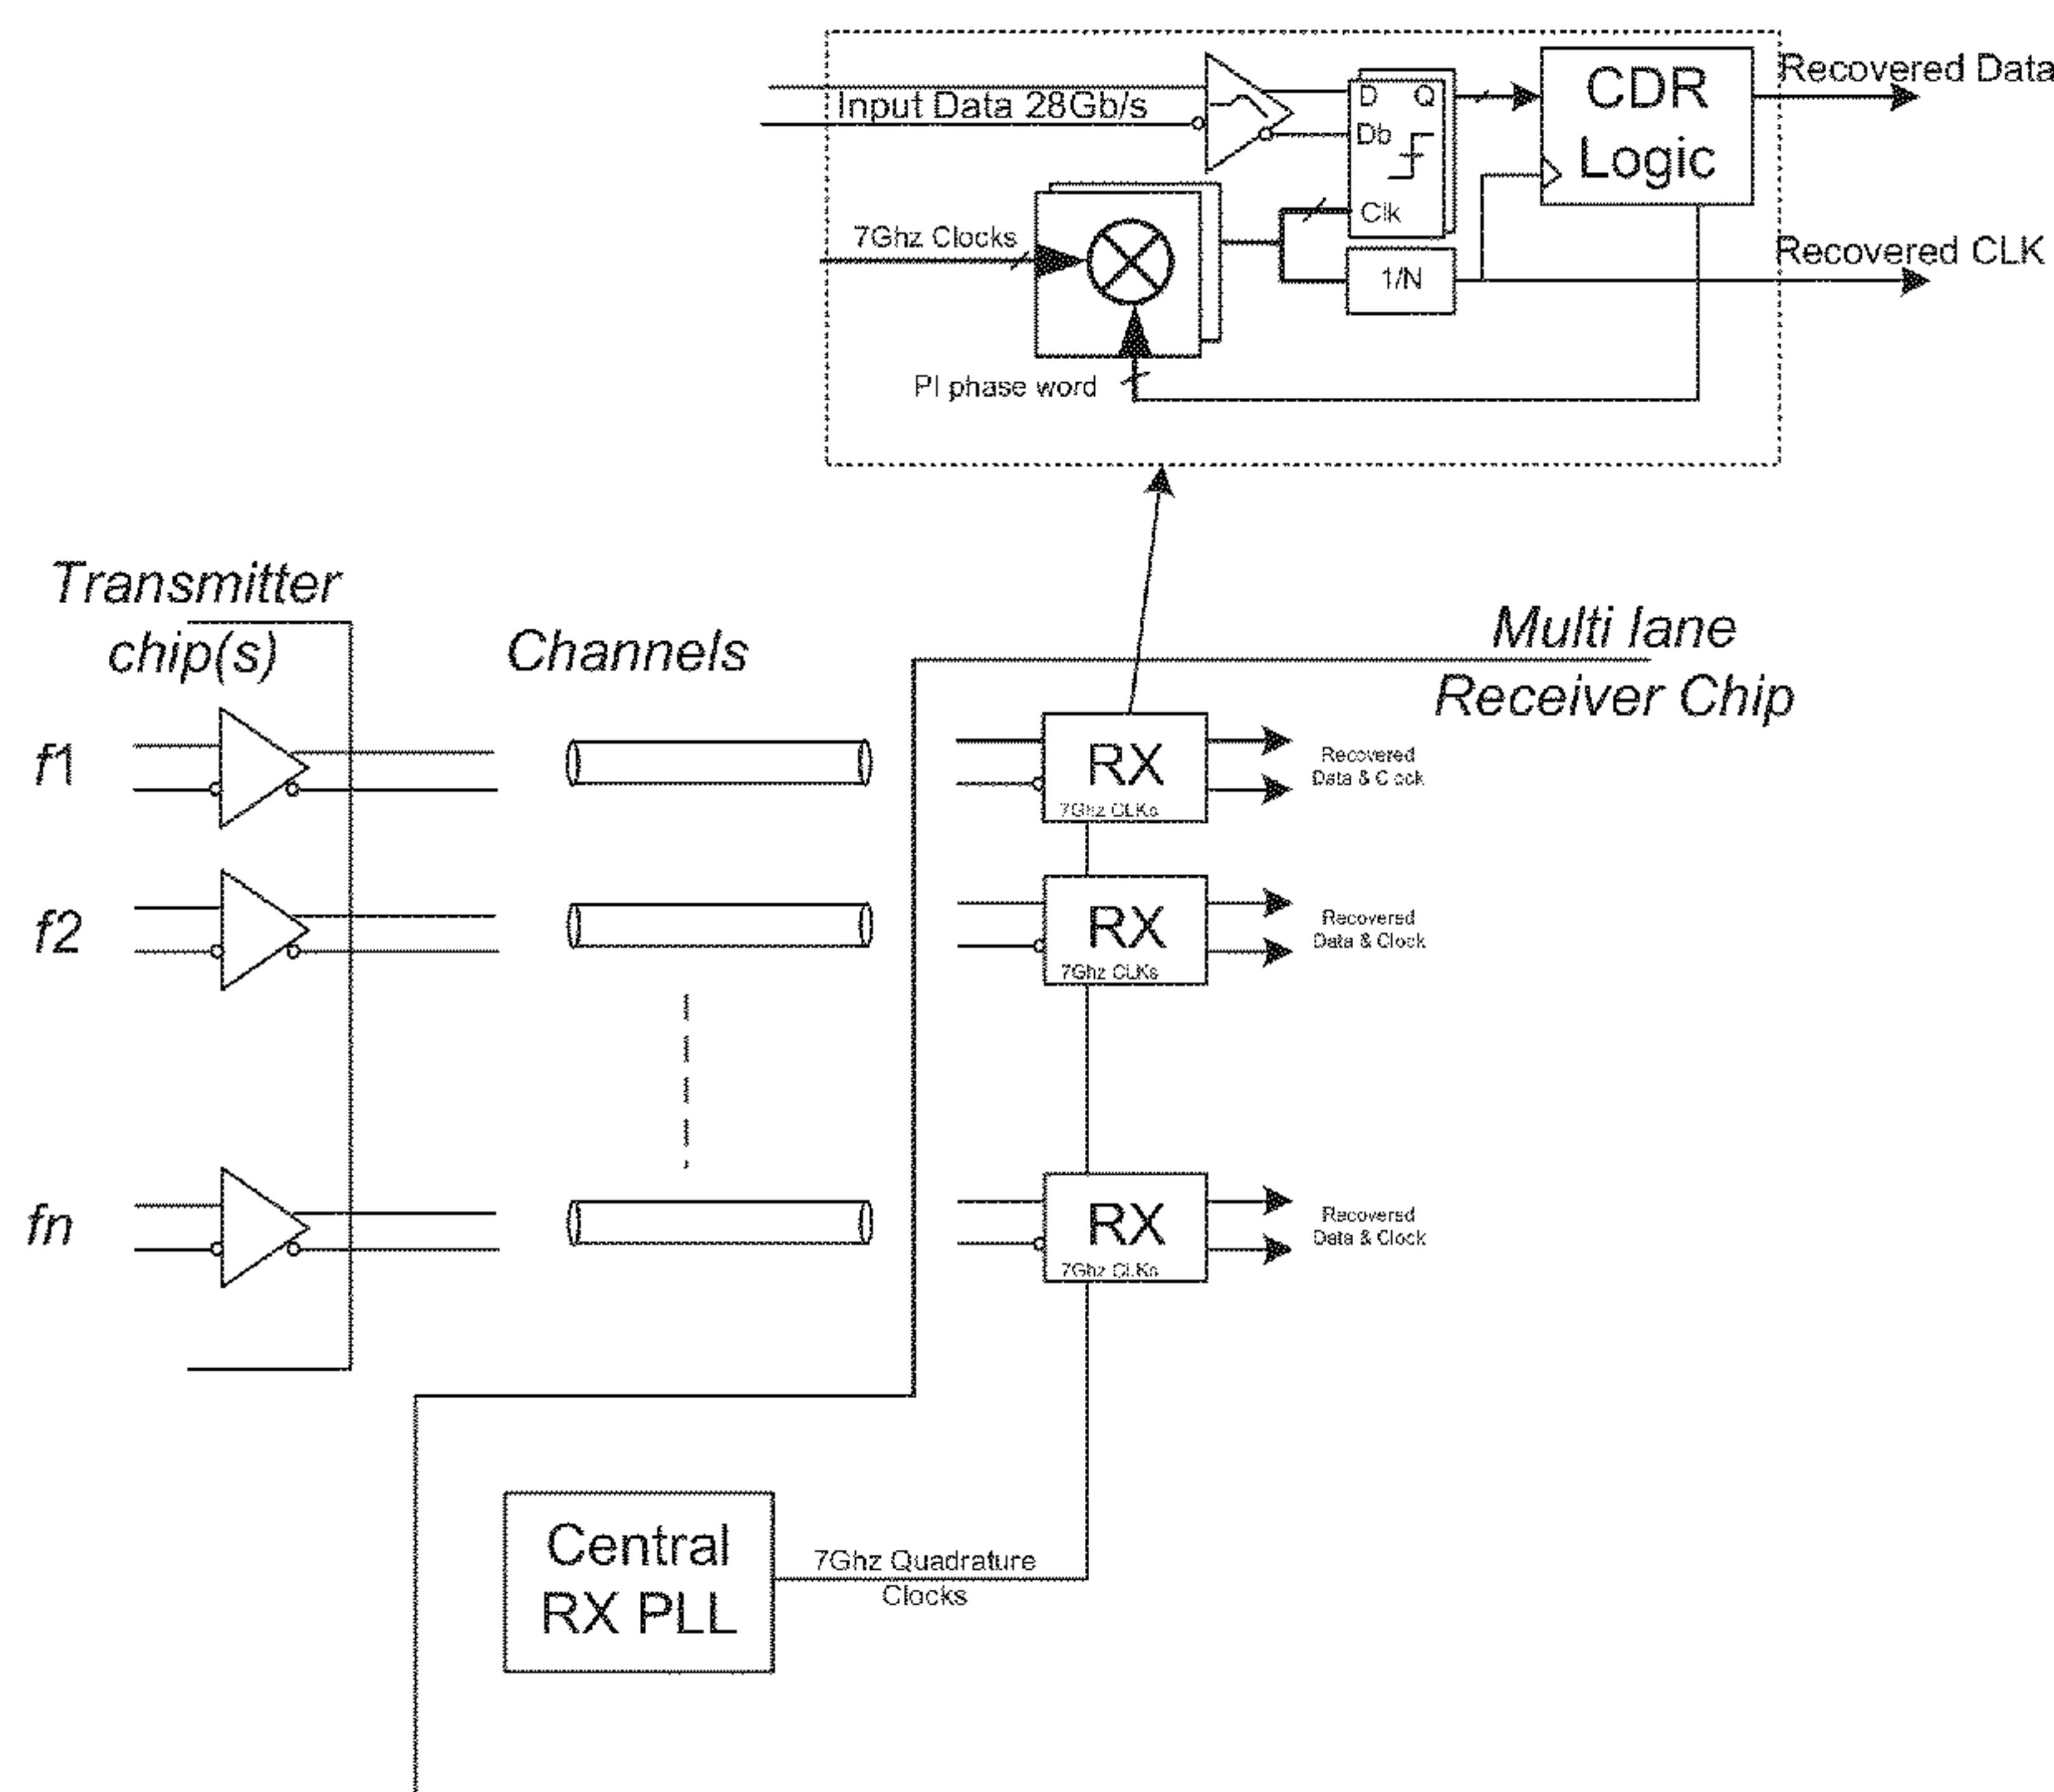 Recovered Data
Input Data 28Gb/s
D Q
Db
Clk
CDR
Logic
7Ghz Clocks
1/N
Recovered CLK
PI phase word
Transmitter
chip(s)
Channels
Multi lane
Receiver Chip
f1
RX
7Ghz CLKs
Recovered
Data & Clock
f2
RX
7Ghz CLKs
Recovered
Data & Clock
fn
RX
7Ghz CLKs
Recovered
Data & Clock
Central
RX PLL
7Ghz Quadrature
Clocks